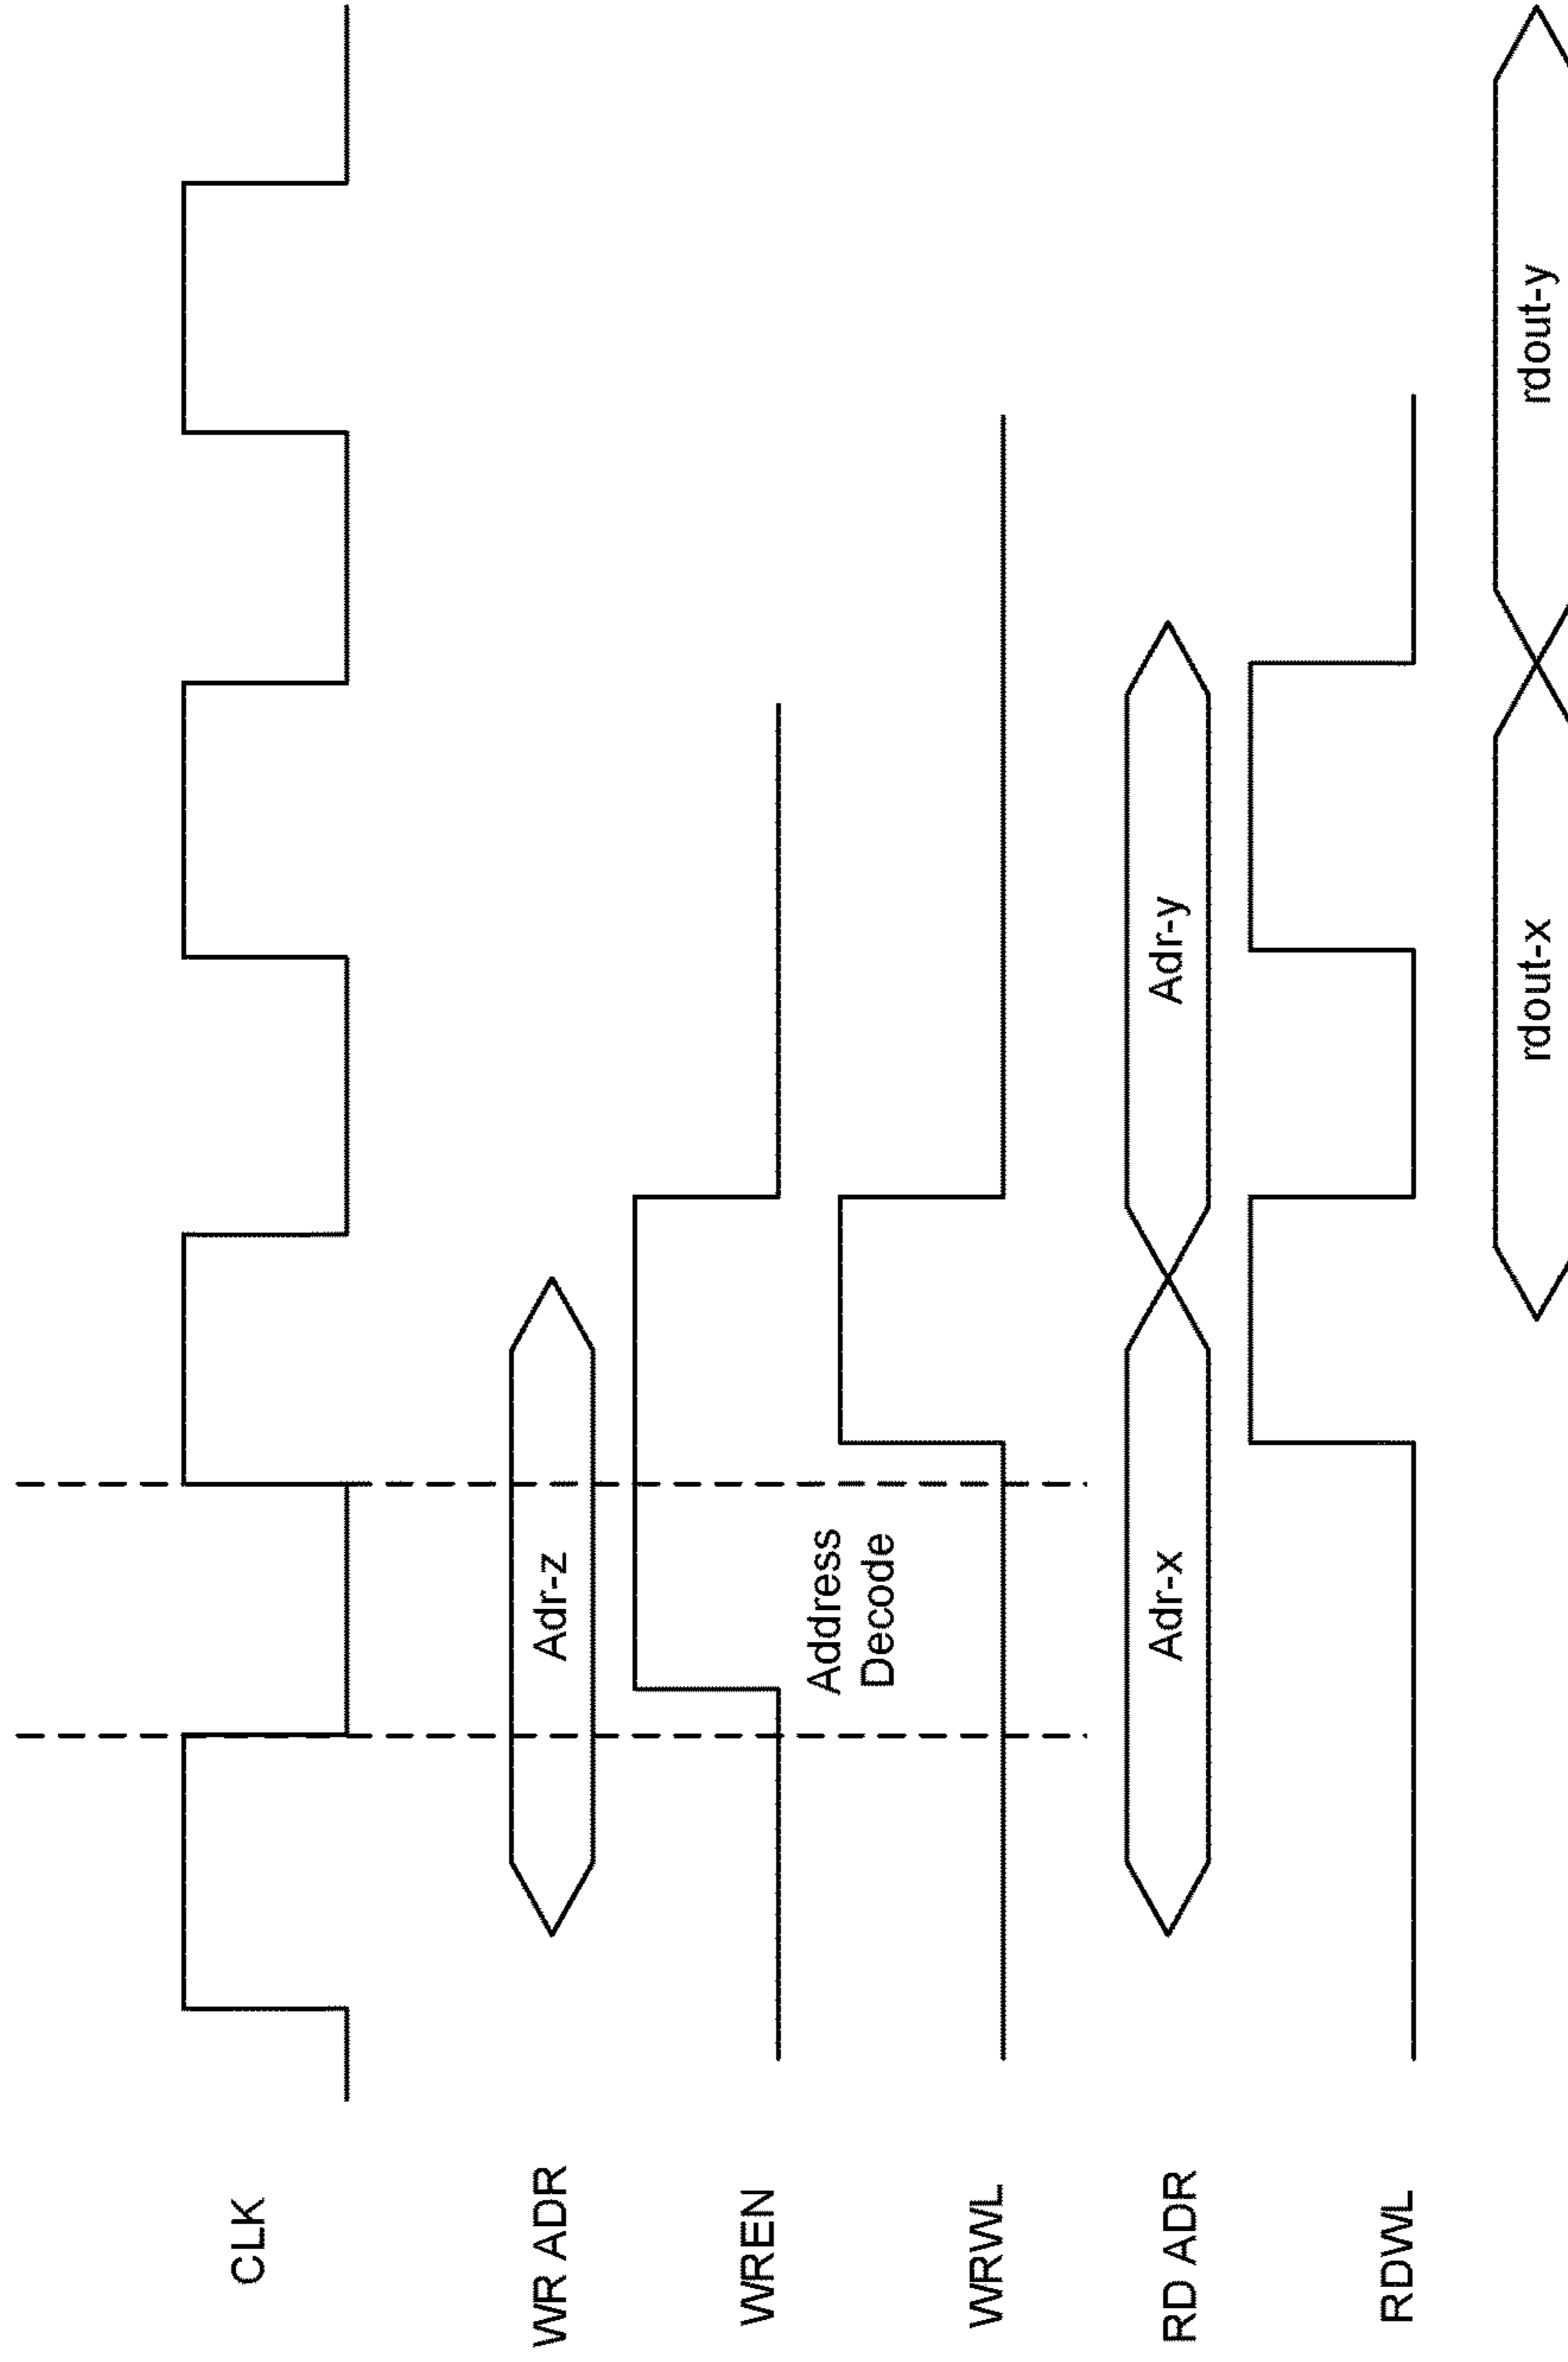 CLK
WR ADR
Adr-z
WREN
Address
Decode
WRWL
RD ADR
Adr-x
Adr-y
RDWL
rdout-x
rdout-y